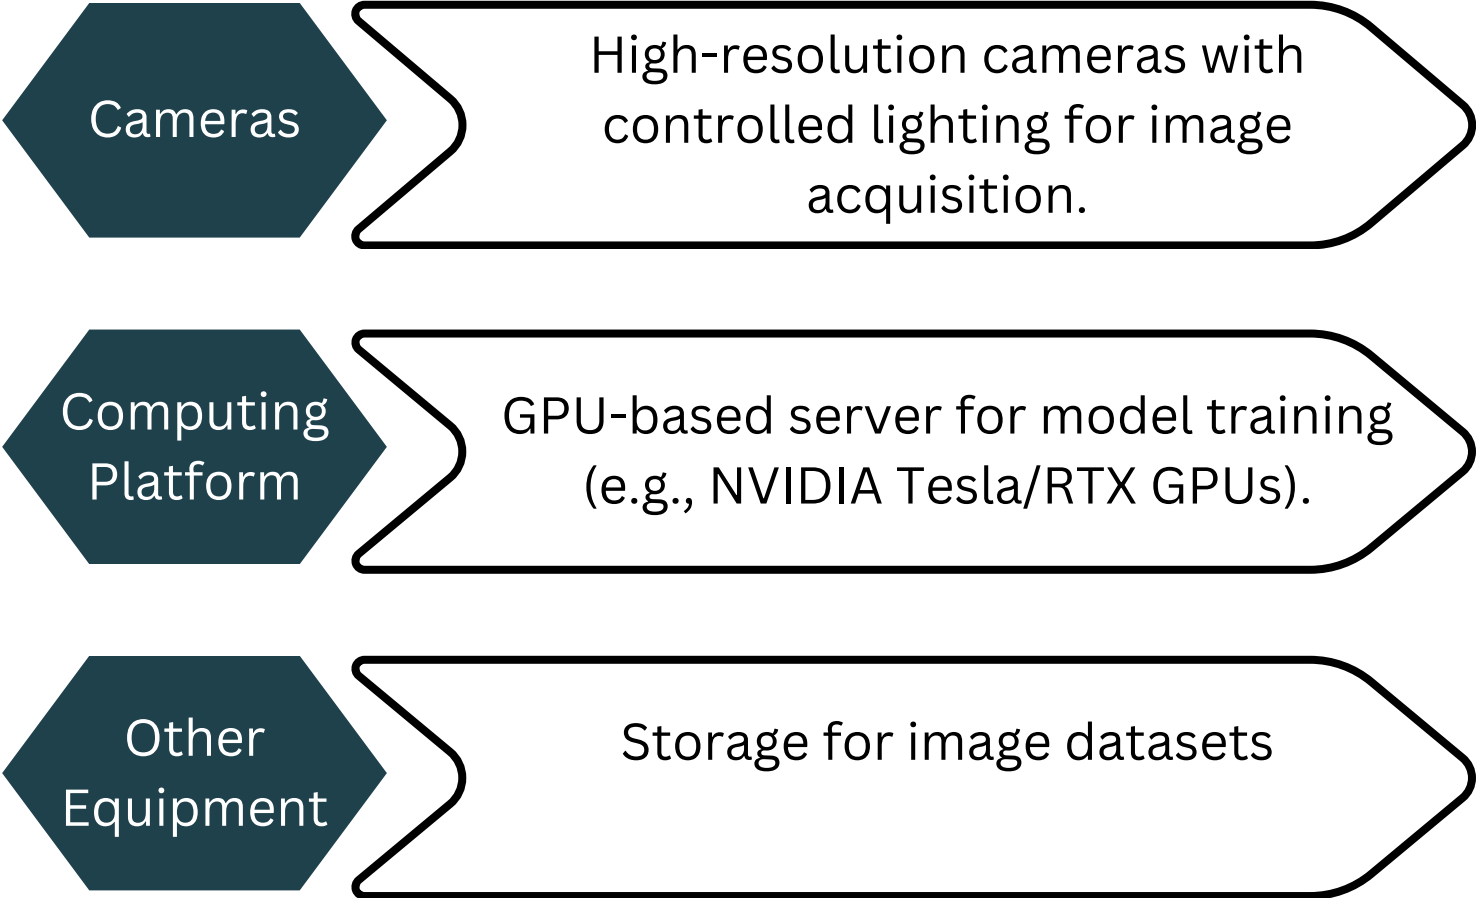 Cameras
High-resolution cameras with
controlled lighting for image
acquisition.
Computing
Platform
GPU-based server for model training
(e.g., NVIDIA Tesla/RTX GPUs).
Other
Equipment
Storage for image datasets